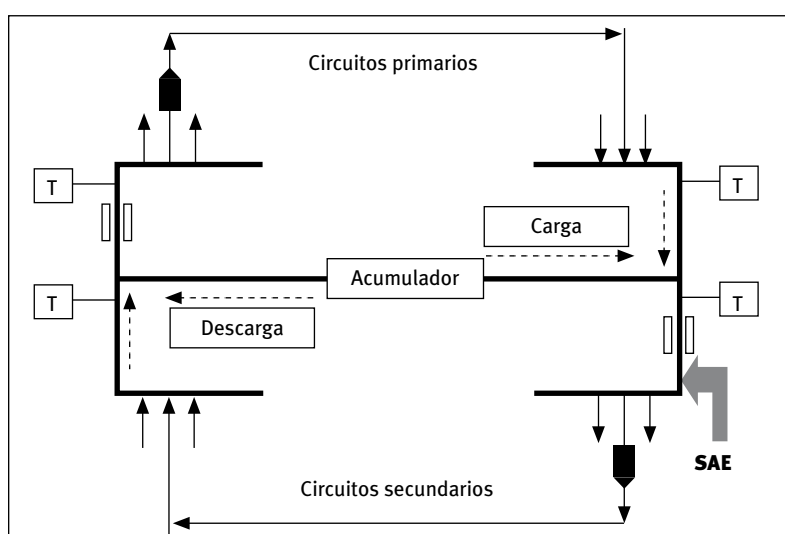 Circuitos primarios
T
T
Carga
Acumulador
T
T
Descarga
SAE
Circuitos secundarios